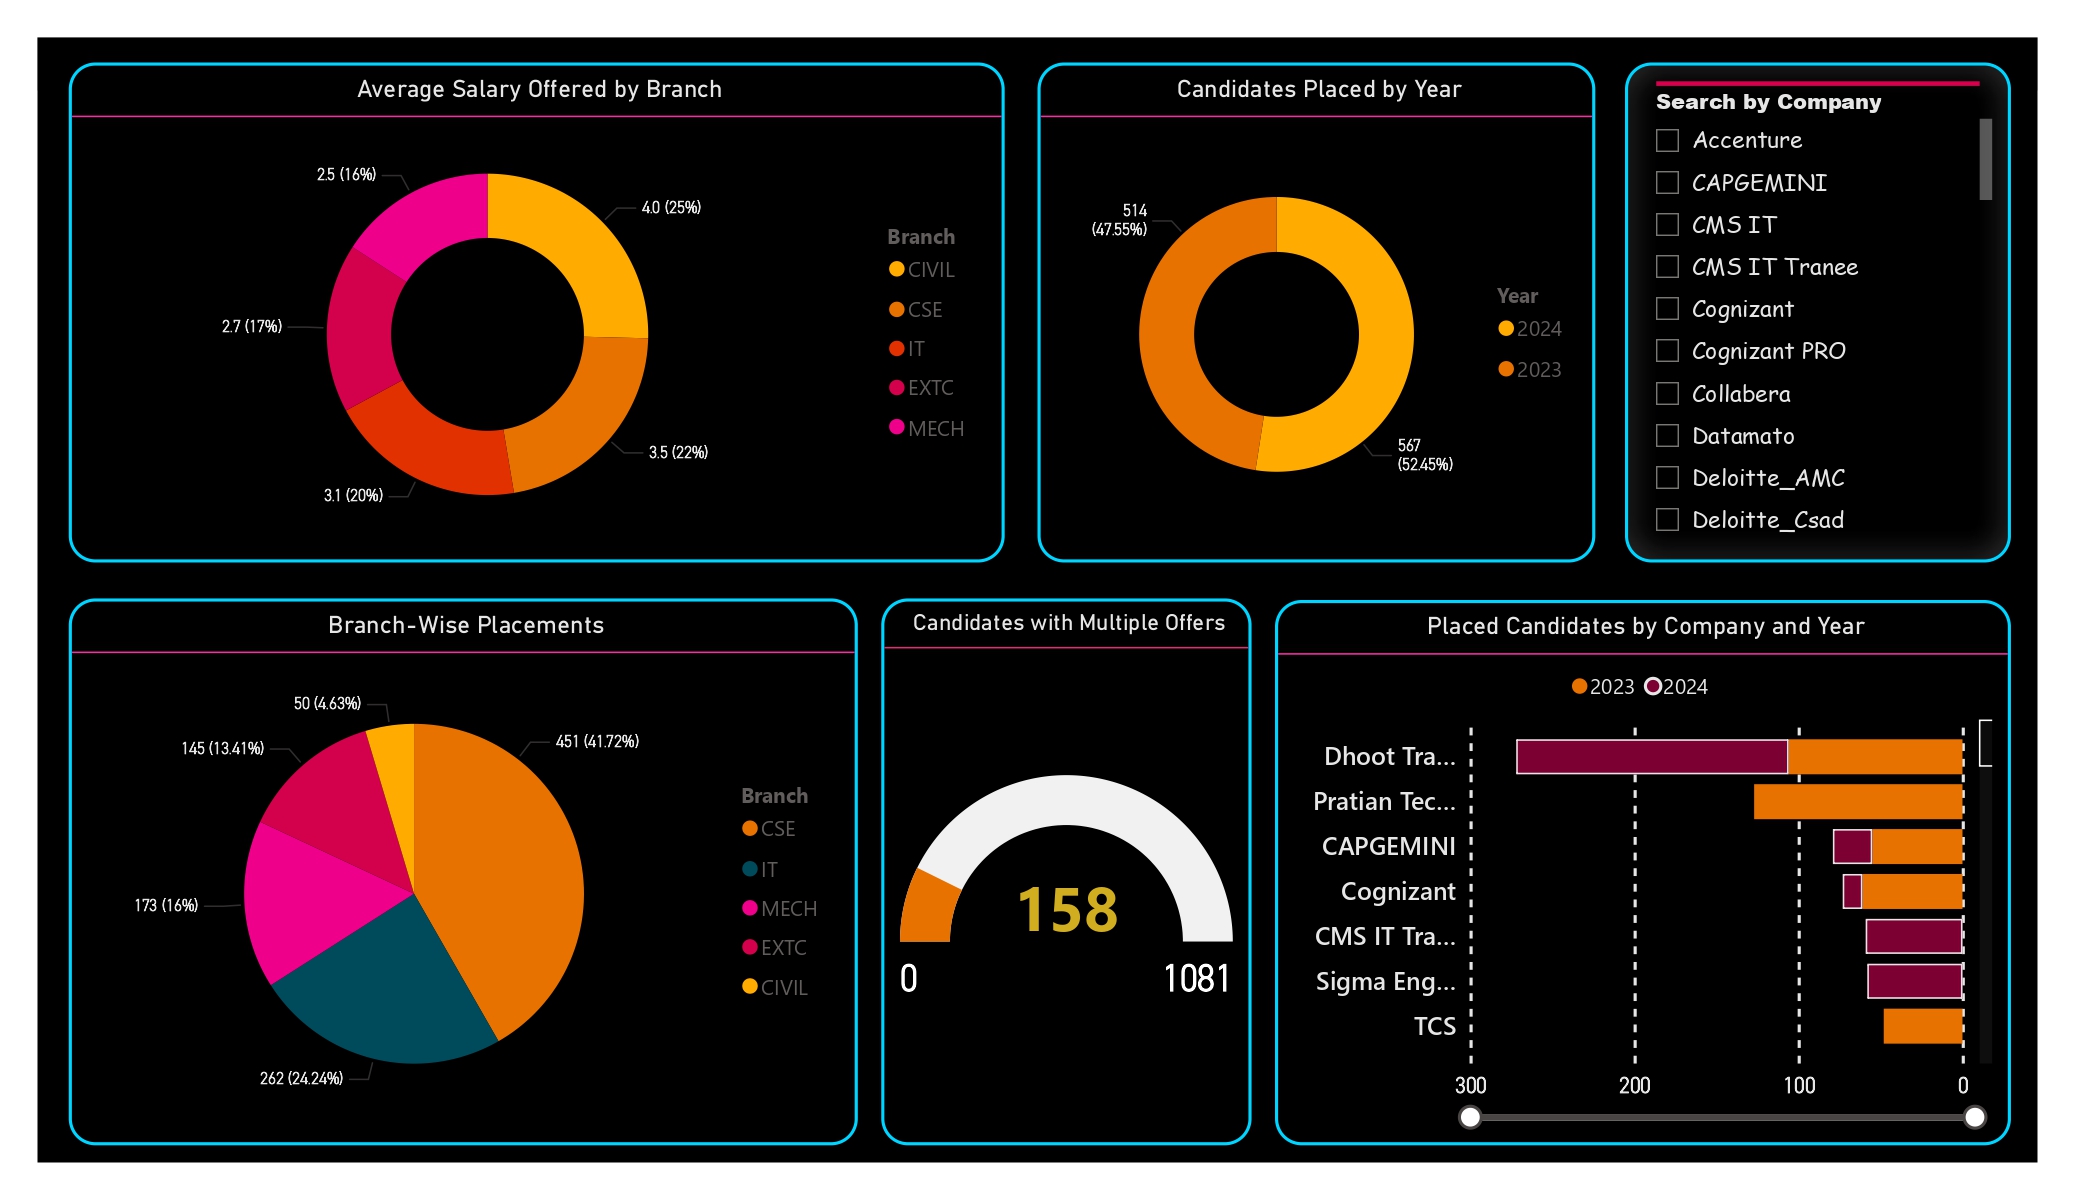 Average Salary Offered by Branch
2.5 (16%)
4.0 (25%)
2.7 (17%)
3.5 (22%)
3.1 (20%)
Branch
CIVIL
CSE
IT
EXTC
MECH
Candidates Placed by Year
514
(47.55%)
567
(52.45%)
Year
2024
2023
Search by Company
Accenture
CAPGEMINI
CMS IT
CMS IT Tranee
Cognizant
Cognizant PRO
Collabera
Datamato
Deloitte_AMC
Deloitte_Csad
Branch-Wise Placements
50 (4.63%)
451 (41.72%)
145 (13.41%)
173 (16%)
262 (24.24%)
Branch
CSE
IT
MECH
EXTC
CIVIL
Candidates with Multiple Offers
158
0
1081
Placed Candidates by Company and Year
2023 2024
Dhoot Tra...
Pratian Tec...
CAPGEMINI
Cognizant
CMS IT Tra...
Sigma Eng...
TCS
300 200 100 0